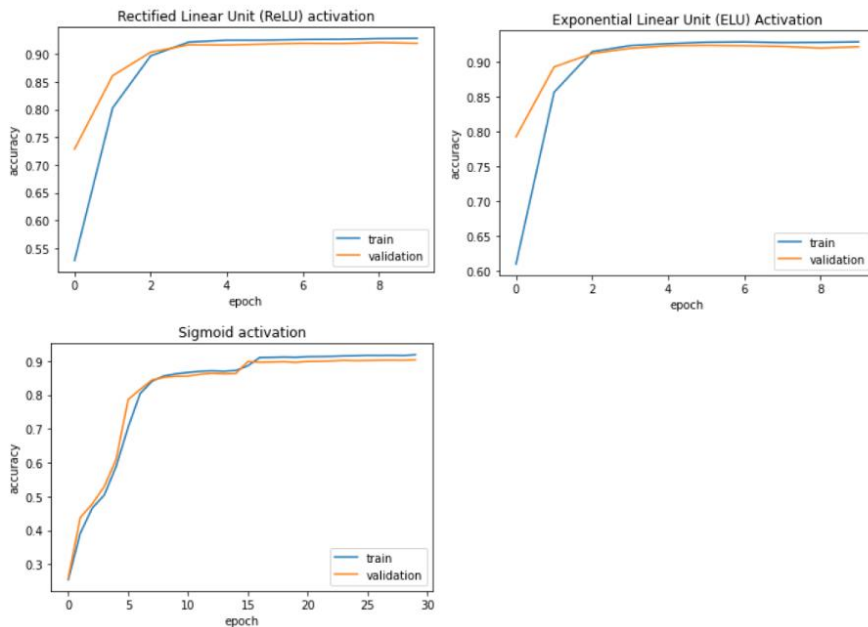 Rectified Linear Unit (ReLU) activation
accuracy
0.90
0.85
0.80
0.75
0.70
0.65
0.60
0.55
0
2
4
6
8
epoch
train
validation
Exponential Linear Unit (ELU) Activation
accuracy
0.90
0.85
0.80
0.75
0.70
0.65
0.60
0
2
4
6
8
epoch
train
validation
Sigmoid activation
accuracy
0.9
0.8
0.7
0.6
0.5
0.4
0.3
0
5
10
15
20
25
30
epoch
train
validation